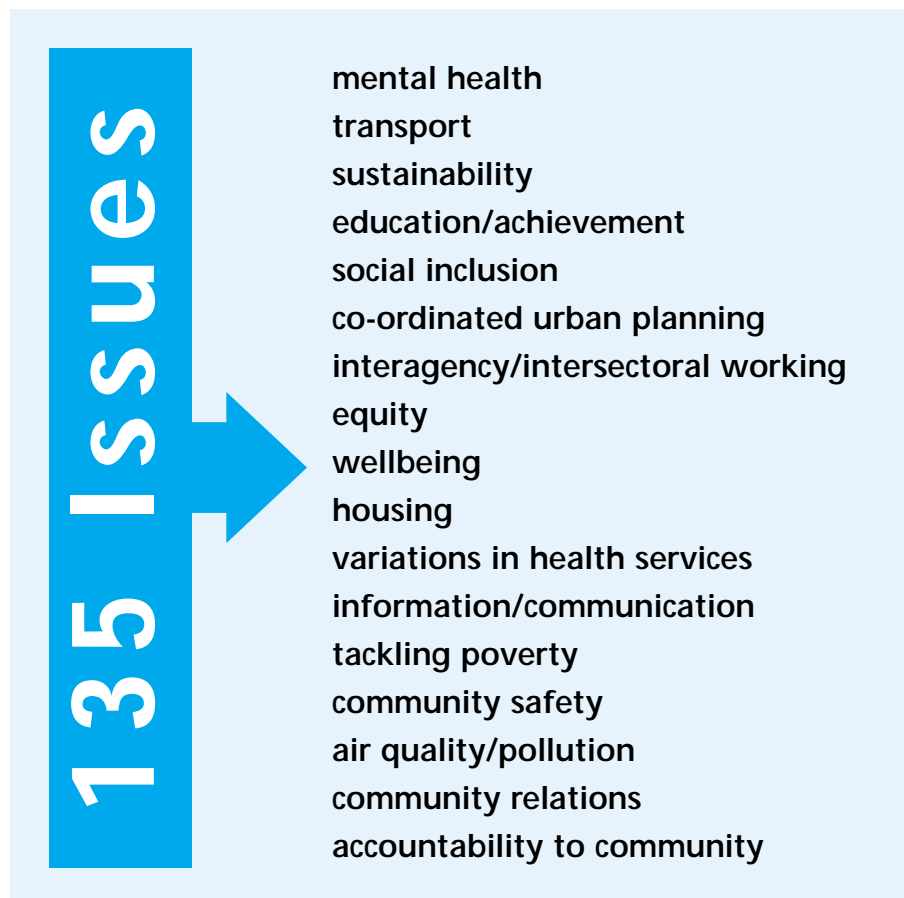 135 Issues
mental health
transport
sustainability
education/achievement
social inclusion
co-ordinated urban planning
interagency/intersectoral working
equity
wellbeing
housing
variations in health services
information/communication
tackling poverty
community safety
air quality/pollution
community relations
accountability to community